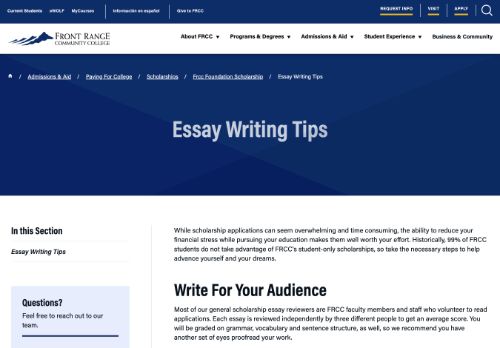 Current Students eWOLF MyCourses Información en español Give to FRCC REQUEST INFO VISIT APPLY
FRONT RANGE
COMMUNITY COLLEGE
About FRCC Programs & Degrees Admissions & Aid Student Experience Business & Community
/ Admissions & Aid / Paying For College / Scholarships / Frcc Foundation Scholarship / Essay Writing Tips
Essay Writing Tips
In this Section
Essay Writing Tips
Questions?
Feel free to reach out to our
team.
While scholarship applications can seem overwhelming and time consuming, the ability to reduce your
financial stress while pursuing your education makes them well worth your effort. Historically, 99% of FRCC
students do not take advantage of FRCC's student-only scholarships, so take the necessary steps to help
advance yourself and your dreams.
Write For Your Audience
Most of our general scholarship essay reviewers are FRCC faculty members and staff who volunteer to read
applications. Each essay is reviewed independently by three different people to get an average score. You
will be graded on grammar, vocabulary and sentence structure, as well, so we recommend you have
another set of eyes proofread your work.